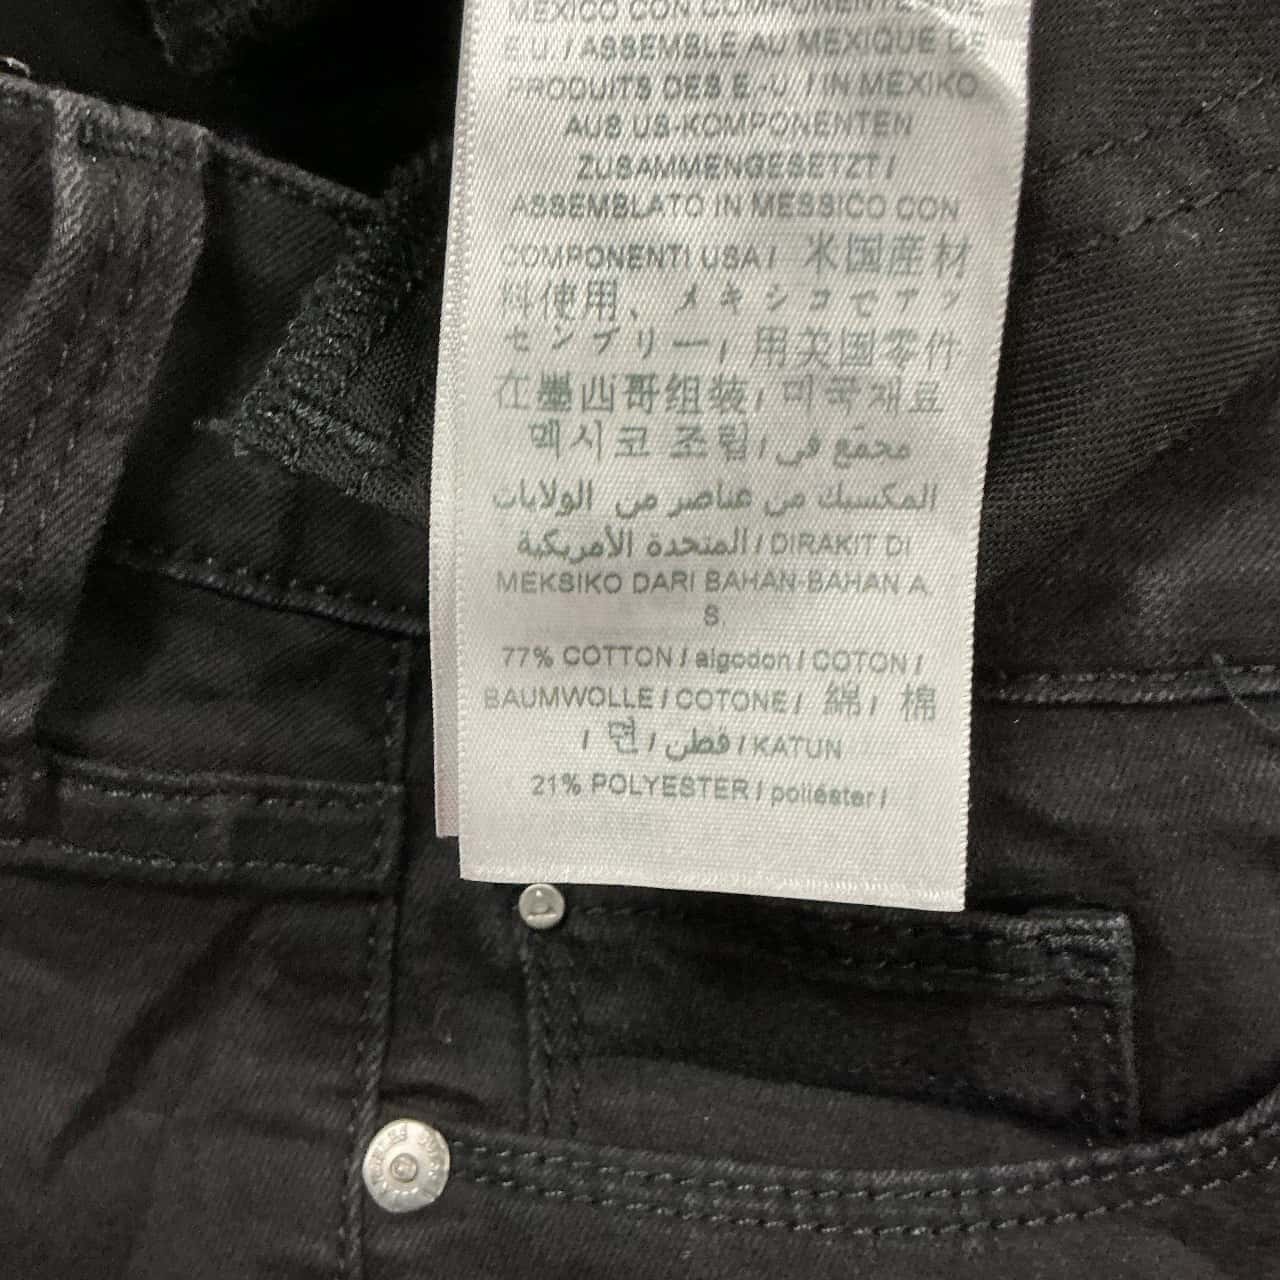 MEXICO CON COMPONENTES DE
E.U. / ASSEMBLÉ AU MEXIQUE DE
PRODUITS DES E.-U. / IN MEXIKO
AUS US-KOMPONENTEN
ZUSAMMENGESETZT /
ASSEMBLATO IN MESSICO CON
COMPONENTI USA / 米国産材
料使用、メキシコでアッ
センブリー / 用美国零件
在墨西哥组装 / 미국재료
멕시코 조립 / مجمّع في
المكسيك من عناصر من الولايات
المتحدة الأمريكية / DIRAKIT DI
MEKSIKO DARI BAHAN-BAHAN A.
S.
77% COTTON / algodon / COTON /
BAUMWOLLE / COTONE / 綿 / 棉
/ 면 / قطن / KATUN
21% POLYESTER / poliéster /